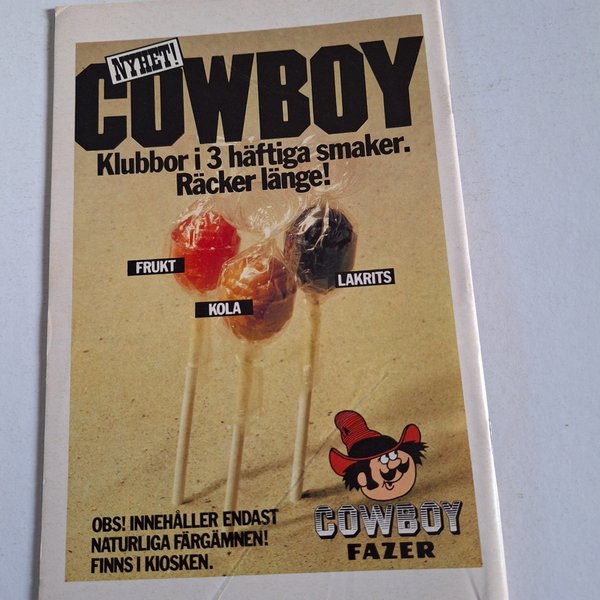 NYHET!
COWBOY
Klubbor i 3 häftiga smaker.
Räcker länge!
FRUKT
KOLA
LAKRITS
OBS! INNEHÅLLER ENDAST
NATURLIGA FÄRGÄMNEN!
FINNS I KIOSKEN.
COWBOY
FAZER